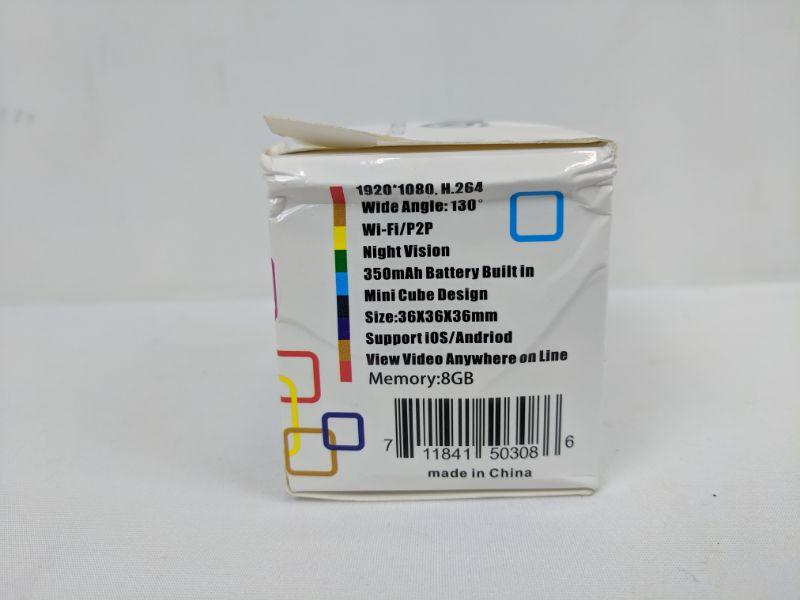 1920*1080, H.264
Wide Angle: 130°
Wi-Fi/P2P
Night Vision
350mAh Battery Built in
Mini Cube Design
Size:36X36X36mm
Support iOS/Andriod
View Video Anywhere on Line
Memory:8GB
7 11841 50308 6
made in China